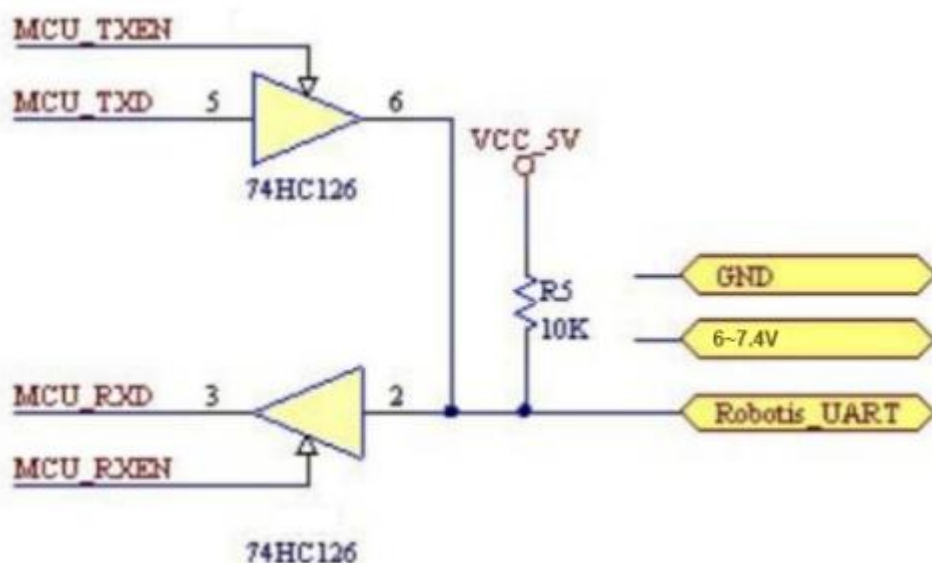 MCU_TXEN
MCU_TXD 5 6
74HC126
VCC_5V
R5
10K
GND
6~7.4V
MCU_RXD 3 2
Robotis_UART
MCU_RXEN
74HC126